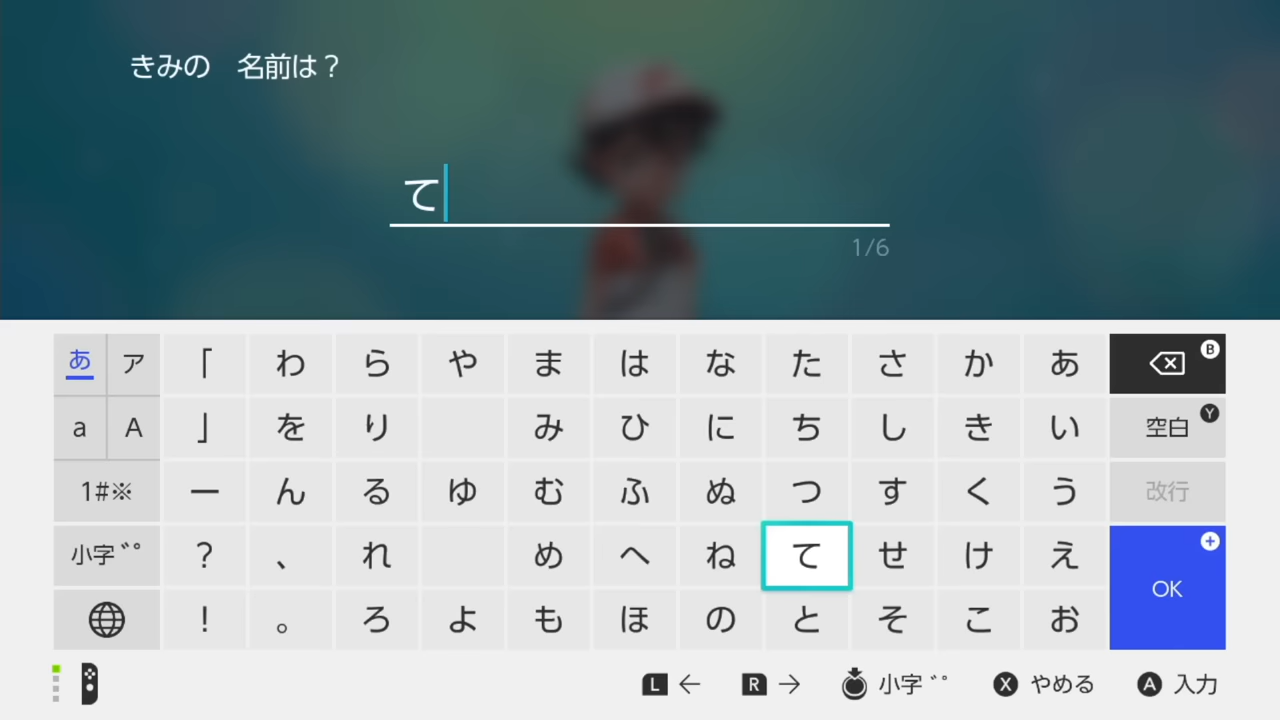 きみの　名前は？
て
1/6
あ ア 「 わ ら や ま は な た さ か あ B
a A 」 を り み ひ に ち し き い 空白 Y
1#※ ー ん る ゆ む ふ ぬ つ す く う 改行
小字 ﾞﾟ ? 、 れ め へ ね て せ け え +
OK
! 。 ろ よ も ほ の と そ こ お
L ← R → 小字 ﾞﾟ X やめる A 入力